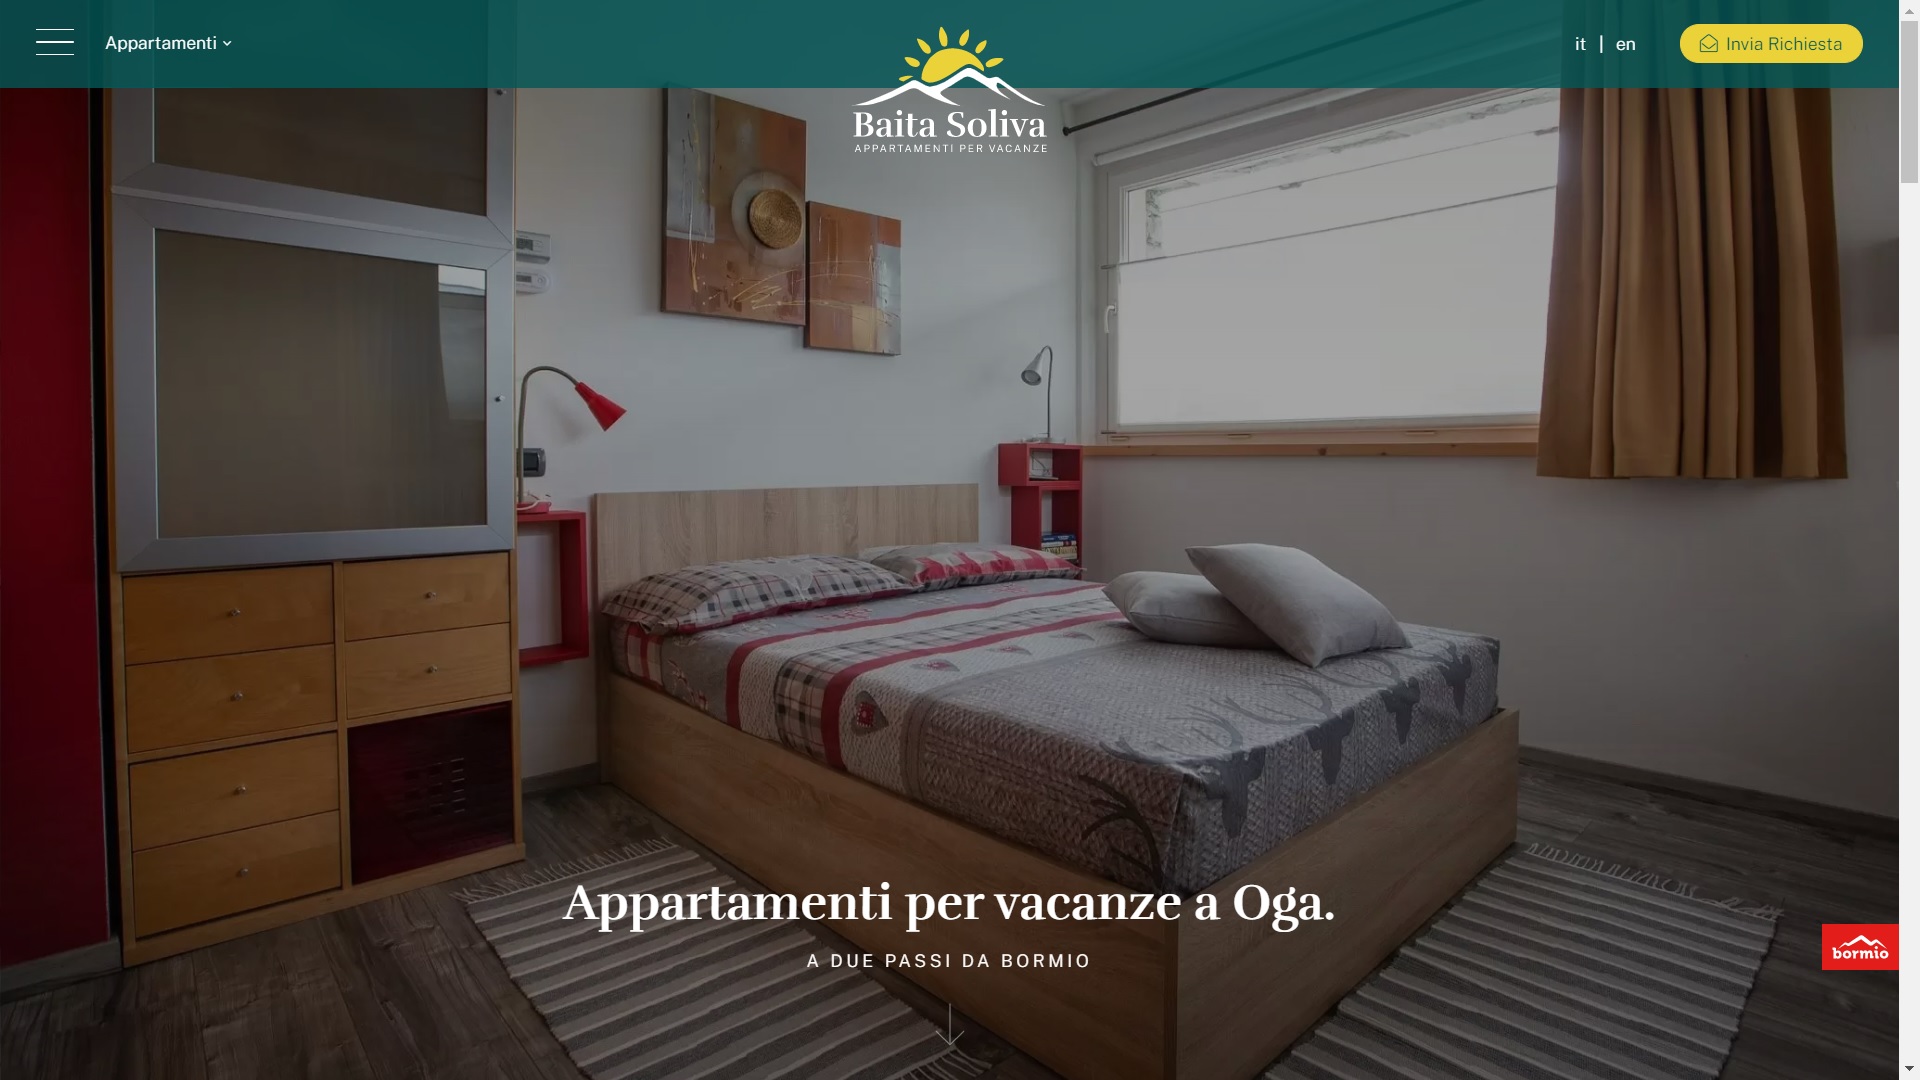 Appartamenti
it | en
Invia Richiesta
Baita Soliva
APPARTAMENTI PER VACANZE
Appartamenti per vacanze a Oga.
A DUE PASSI DA BORMIO
bormio